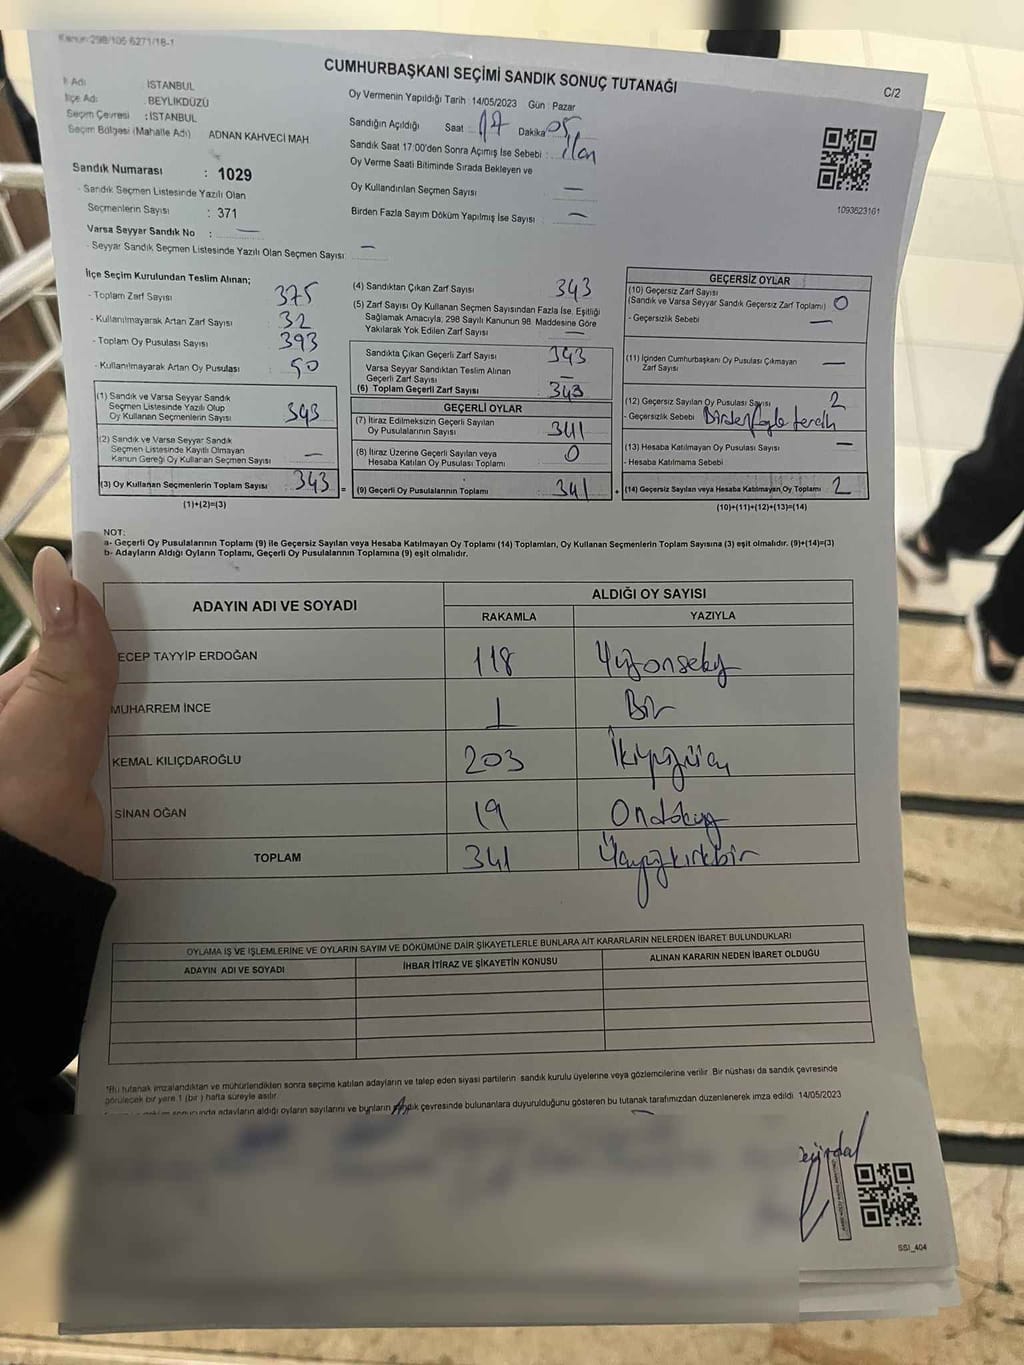 Kanun:298/105 6271/18-1
CUMHURBAŞKANI SEÇİMİ SANDIK SONUÇ TUTANAĞI
C/2
İl Adı : İSTANBUL
İlçe Adı : BEYLİKDÜZÜ
Seçim Çevresi : İSTANBUL
Seçim Bölgesi (Mahalle Adı) ADNAN KAHVECİ MAH
Oy Vermenin Yapıldığı Tarih 14/05/2023 Gün : Pazar
Sandığın Açıldığı Saat : 17 Dakika 05
Sandık Saat 17:00'den Sonra Açımış İse Sebebi :
Oy Verme Saati Bitiminde Sırada Bekleyen ve
Oy Kullandırılan Seçmen Sayısı : —
Birden Fazla Sayım Döküm Yapılmış İse Sayısı : —
1093623161
Sandık Numarası : 1029
- Sandık Seçmen Listesinde Yazılı Olan
Seçmenlerin Sayısı : 371
Varsa Seyyar Sandık No : —
- Seyyar Sandık Seçmen Listesinde Yazılı Olan Seçmen Sayısı: —
İlçe Seçim Kurulundan Teslim Alınan;
- Toplam Zarf Sayısı : 375
- Kullanılmayarak Artan Zarf Sayısı : 32
- Toplam Oy Pusulası Sayısı : 393
- Kullanılmayarak Artan Oy Pusulası : 50
(1) Sandık ve Varsa Seyyar Sandık
Seçmen Listesinde Yazılı Olup
Oy Kullanan Seçmenlerin Sayısı : 343
(2) Sandık ve Varsa Seyyar Sandık
Seçmen Listesinde Kayıtlı Olmayan
Kanun Gereği Oy Kullanan Seçmen Sayısı : —
(3) Oy Kullanan Seçmenlerin Toplam Sayısı : 343 =
(1)+(2)=(3)
(4) Sandıktan Çıkan Zarf Sayısı : 343
(5) Zarf Sayısı Oy Kullanan Seçmen Sayısından Fazla İse, Eşitliği
Sağlamak Amacıyla, 298 Sayılı Kanunun 98. Maddesine Göre
Yakılarak Yok Edilen Zarf Sayısı : —
Sandıkta Çıkan Geçerli Zarf Sayısı : 343
Varsa Seyyar Sandıktan Teslim Alınan
Geçerli Zarf Sayısı : —
(6) Toplam Geçerli Zarf Sayısı : 343
GEÇERLİ OYLAR
(7) İtiraz Edilmeksizin Geçerli Sayılan
Oy Pusulalarının Sayısı : 341
(8) İtiraz Üzerine Geçerli Sayılan veya
Hesaba Katılan Oy Pusulası Toplamı : 0
(9) Geçerli Oy Pusulalarının Toplamı : 341 +
GEÇERSİZ OYLAR
(10) Geçersiz Zarf Sayısı
(Sandık ve Varsa Seyyar Sandık Geçersiz Zarf Toplamı) : 0
- Geçersizlik Sebebi : —
(11) İçinden Cumhurbaşkanı Oy Pusulası Çıkmayan
Zarf Sayısı : —
(12) Geçersiz Sayılan Oy Pusulası Sayısı : 2
- Geçersizlik Sebebi : Birden fazla tercih
(13) Hesaba Katılmayan Oy Pusulası Sayısı : —
- Hesaba Katılmama Sebebi
(14) Geçersiz Sayılan veya Hesaba Katılmayan Oy Toplamı : 2
(10)+(11)+(12)+(13)=(14)
NOT:
a- Geçerli Oy Pusulalarının Toplamı (9) ile Geçersiz Sayılan veya Hesaba Katılmayan Oy Toplamı (14) Toplamları, Oy Kullanan Seçmenlerin Toplam Sayısına (3) eşit olmalıdır. (9)+(14)=(3)
b- Adayların Aldığı Oyların Toplamı, Geçerli Oy Pusulalarının Toplamına (9) eşit olmalıdır.
ADAYIN ADI VE SOYADI ALDIĞI OY SAYISI
RAKAMLA YAZIYLA
ECEP TAYYİP ERDOĞAN 118 Yüzonsekiz
MUHARREM İNCE 1 Bir
KEMAL KILIÇDAROĞLU 203 İkiyüzüç
SİNAN OĞAN 19 Ondokuz
TOPLAM 341 Üçyüzkırkbir
OYLAMA İŞ VE İŞLEMLERİNE VE OYLARIN SAYIM VE DÖKÜMÜNE DAİR ŞİKAYETLERLE BUNLARA AİT KARARLARIN NELERDEN İBARET BULUNDUKLARI
ADAYIN ADI VE SOYADI İHBAR İTİRAZ VE ŞİKAYETİN KONUSU ALINAN KARARIN NEDEN İBARET OLDUĞU
*Bu tutanak imzalandıktan ve mühürlendikten sonra seçime katılan adayların ve talep eden siyasi partilerin sandık kurulu üyelerine veya gözlemcilerine verilir. Bir nüshası da sandık çevresinde
görülecek bir yere 1 (bir) hafta süreyle asılır.
sonucunda adayların aldığı oyların sayılarını ve bunların sandık çevresinde bulunanlara duyurulduğunu gösteren bu tutanak tarafımızdan düzenlenerek imza edildi. 14/05/2023
SSI_404